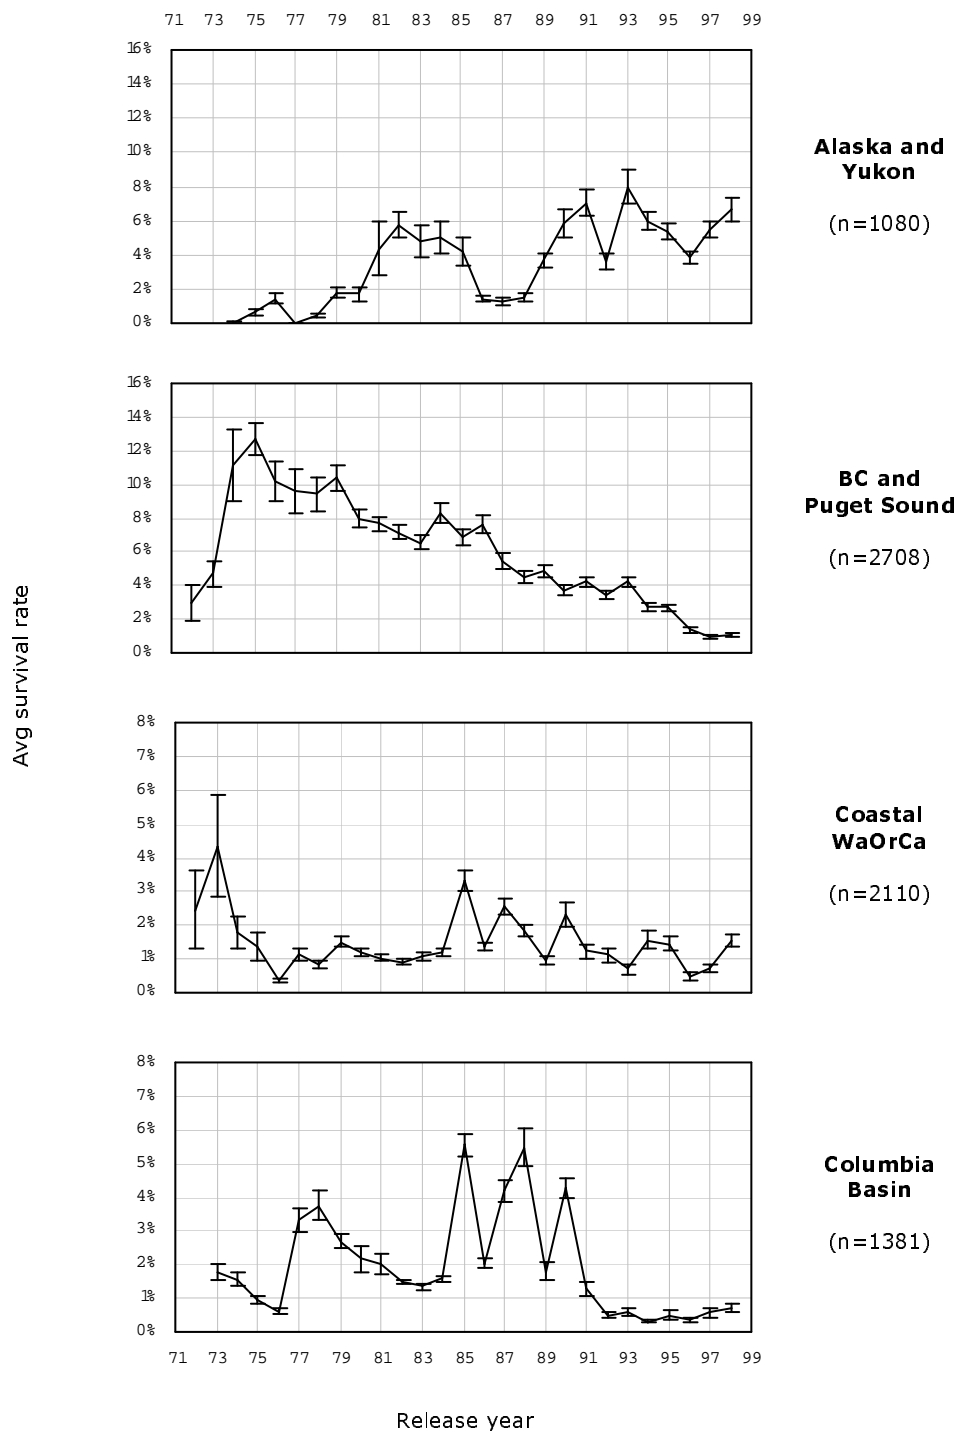 71 73 75 77 79 81 83 85 87 89 91 93 95 97 99
16%
14%
12%
10%
8%
6%
4%
2%
0%
Alaska and
Yukon
(n=1080)
16%
14%
12%
10%
8%
6%
4%
2%
0%
BC and
Puget Sound
(n=2708)
Avg survival rate
8%
7%
6%
5%
4%
3%
2%
1%
0%
Coastal
WaOrCa
(n=2110)
8%
7%
6%
5%
4%
3%
2%
1%
0%
Columbia
Basin
(n=1381)
71 73 75 77 79 81 83 85 87 89 91 93 95 97 99
Release year